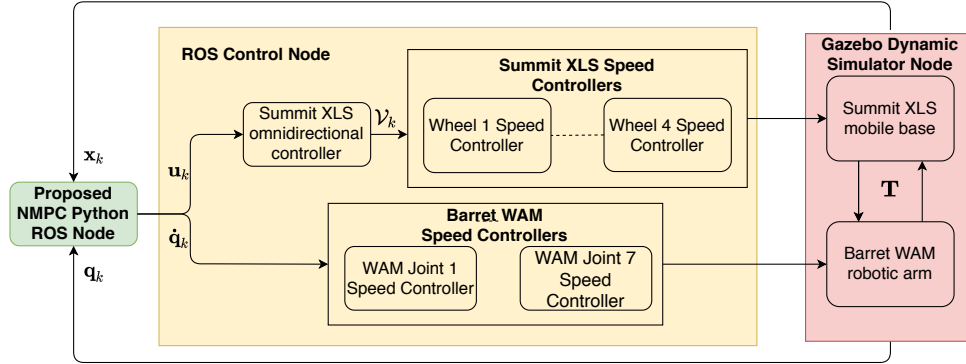 ROS Control Node
Gazebo Dynamic
Simulator Node
Summit XLS Speed
Controllers
Summit XLS
omnidirectional
controller
𝒱k
Wheel 1 Speed
Controller
Wheel 4 Speed
Controller
Summit XLS
mobile base
xk
uk
T
Proposed
NMPC Python
ROS Node
q̇k
qk
Barret WAM
Speed Controllers
WAM Joint 1
Speed Controller
WAM Joint 7
Speed
Controller
Barret WAM
robotic arm